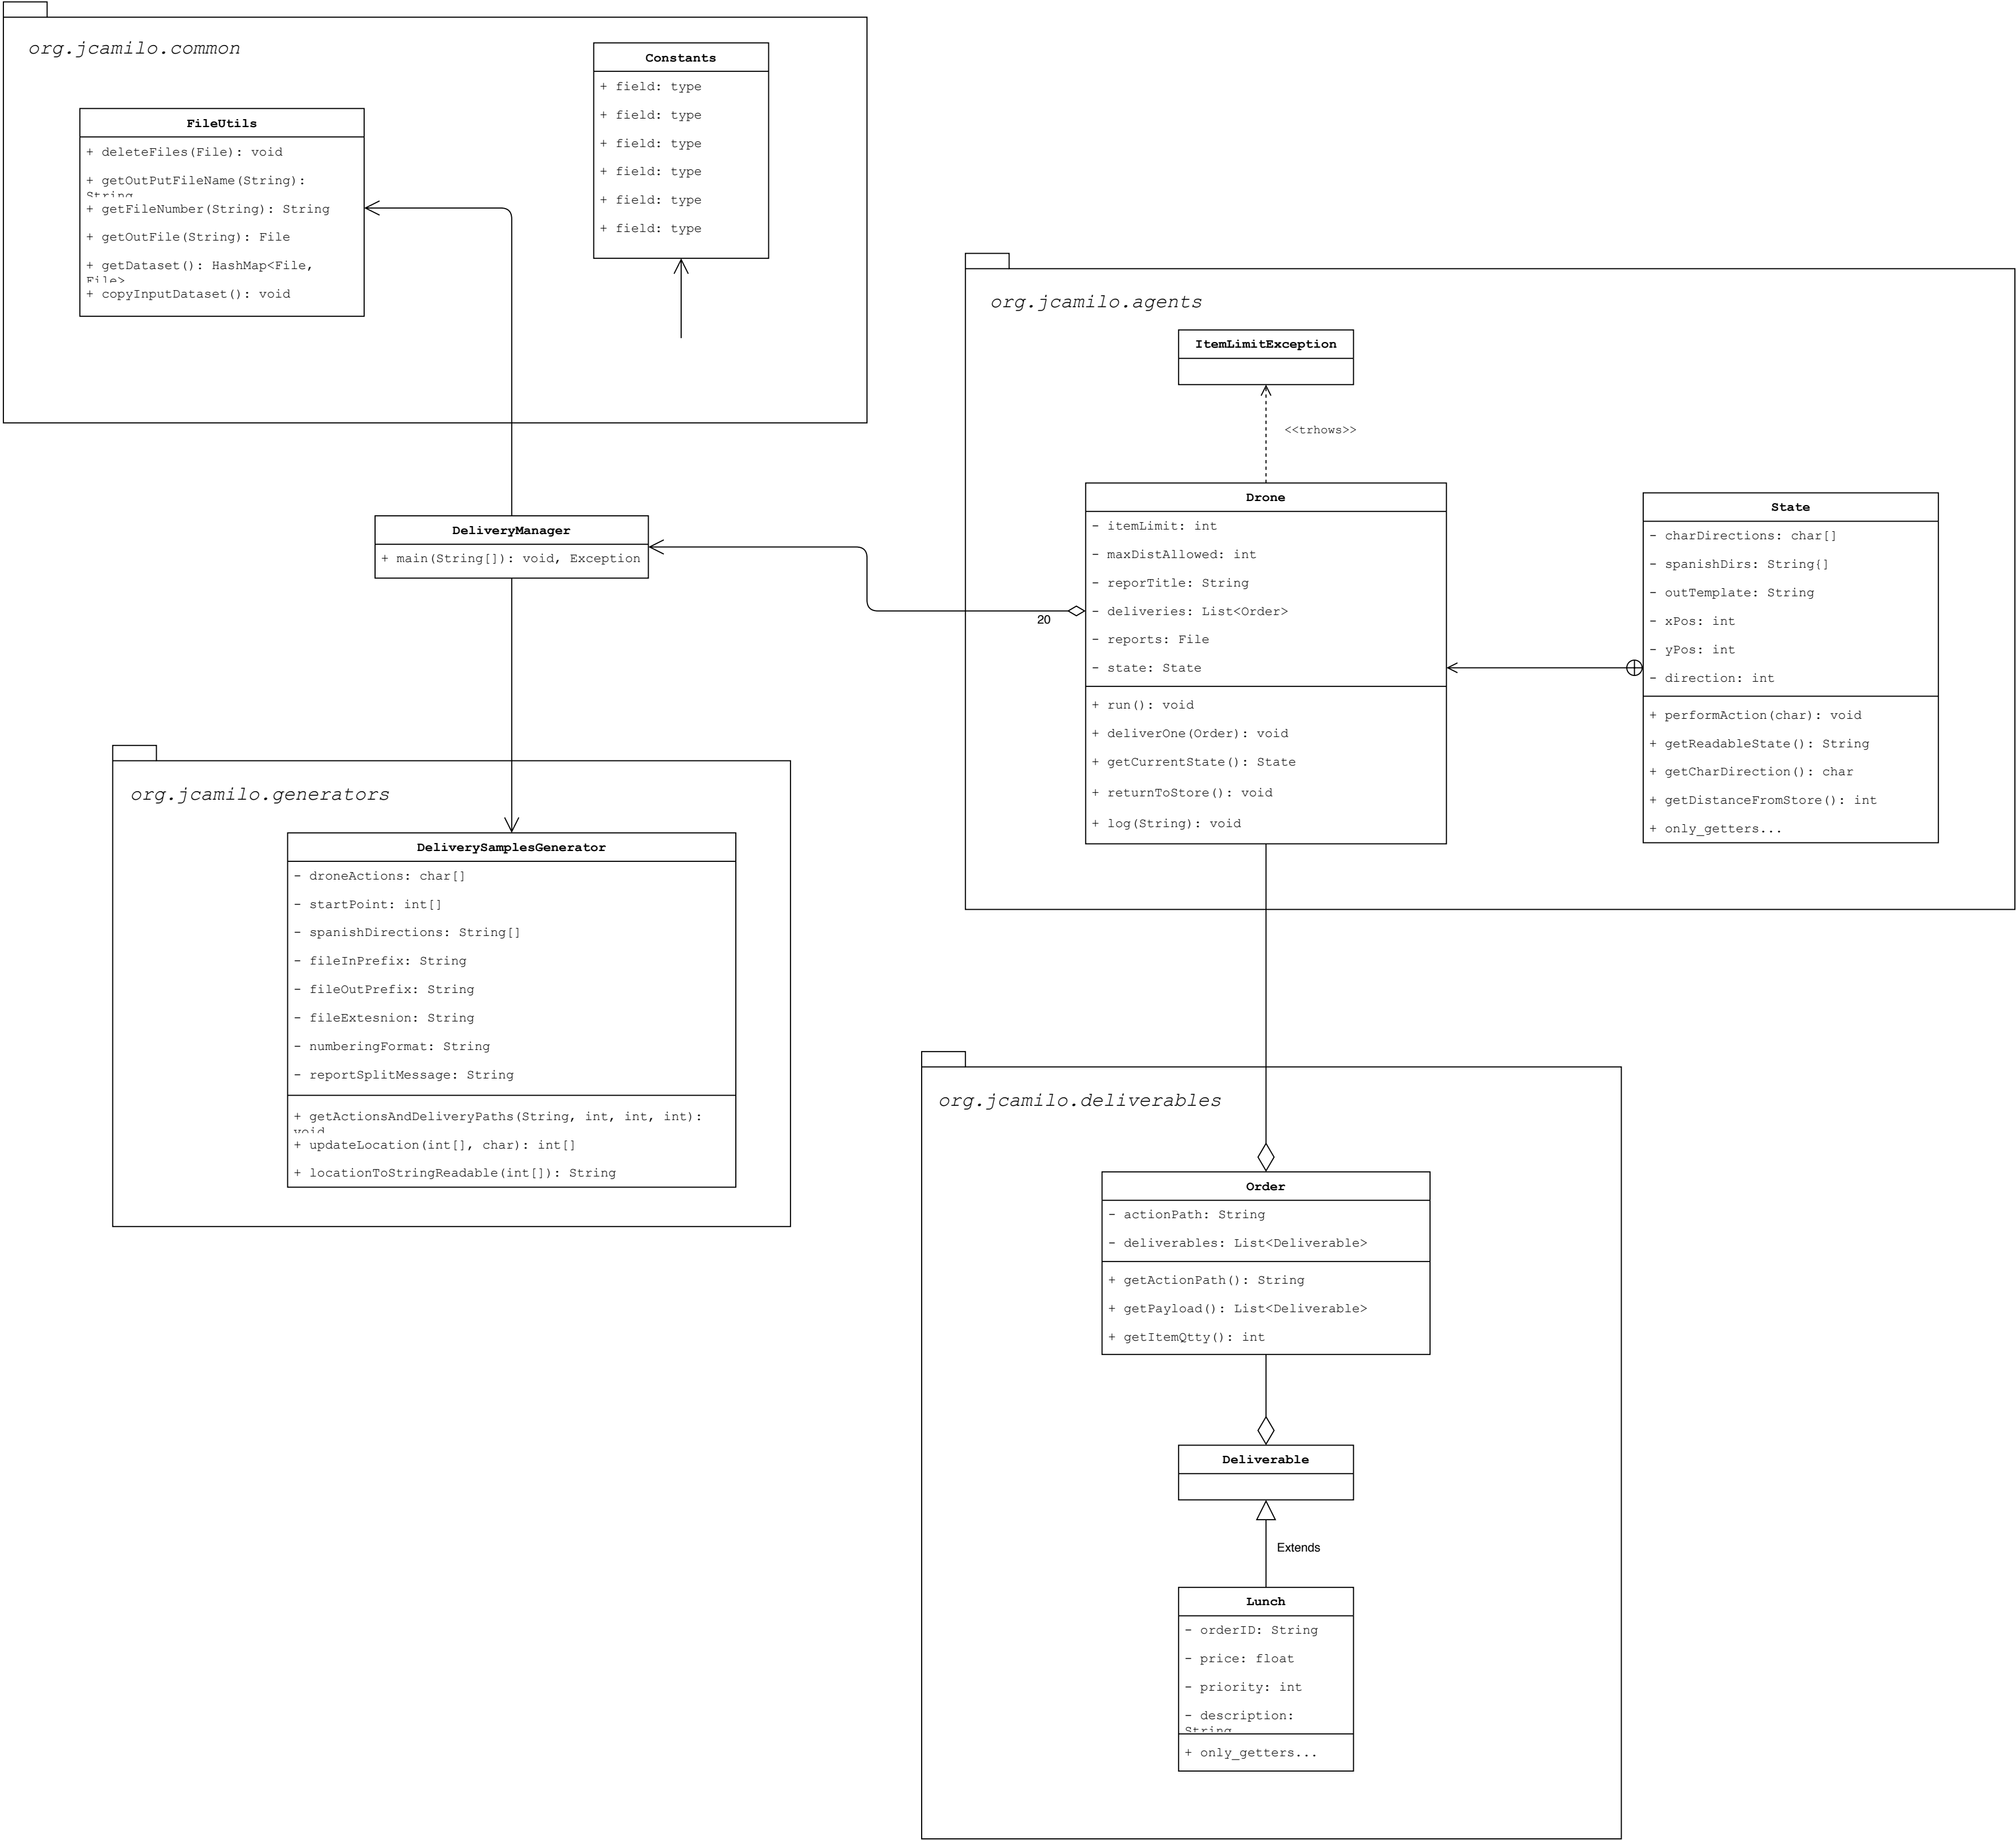 org.jcamilo.common
Constants
+ field: type
+ field: type
+ field: type
+ field: type
+ field: type
+ field: type
FileUtils
+ deleteFiles(File): void
+ getOutPutFileName(String):
String
+ getFileNumber(String): String
+ getOutFile(String): File
+ getDataset(): HashMap<File,
File>
+ copyInputDataset(): void
org.jcamilo.agents
ItemLimitException
<<trhows>>
Drone
- itemLimit: int
- maxDistAllowed: int
- reporTitle: String
- deliveries: List<Order>
- reports: File
- state: State
+ run(): void
+ deliverOne(Order): void
+ getCurrentState(): State
+ returnToStore(): void
+ log(String): void
State
- charDirections: char[]
- spanishDirs: String{]
- outTemplate: String
- xPos: int
- yPos: int
- direction: int
+ performAction(char): void
+ getReadableState(): String
+ getCharDirection(): char
+ getDistanceFromStore(): int
+ only_getters...
DeliveryManager
+ main(String[]): void, Exception
20
org.jcamilo.generators
DeliverySamplesGenerator
- droneActions: char[]
- startPoint: int[]
- spanishDirections: String[]
- fileInPrefix: String
- fileOutPrefix: String
- fileExtesnion: String
- numberingFormat: String
- reportSplitMessage: String
+ getActionsAndDeliveryPaths(String, int, int, int):
void
+ updateLocation(int[], char): int[]
+ locationToStringReadable(int[]): String
org.jcamilo.deliverables
Order
- actionPath: String
- deliverables: List<Deliverable>
+ getActionPath(): String
+ getPayload(): List<Deliverable>
+ getItemQtty(): int
Deliverable
Extends
Lunch
- orderID: String
- price: float
- priority: int
- description:
String
+ only_getters...